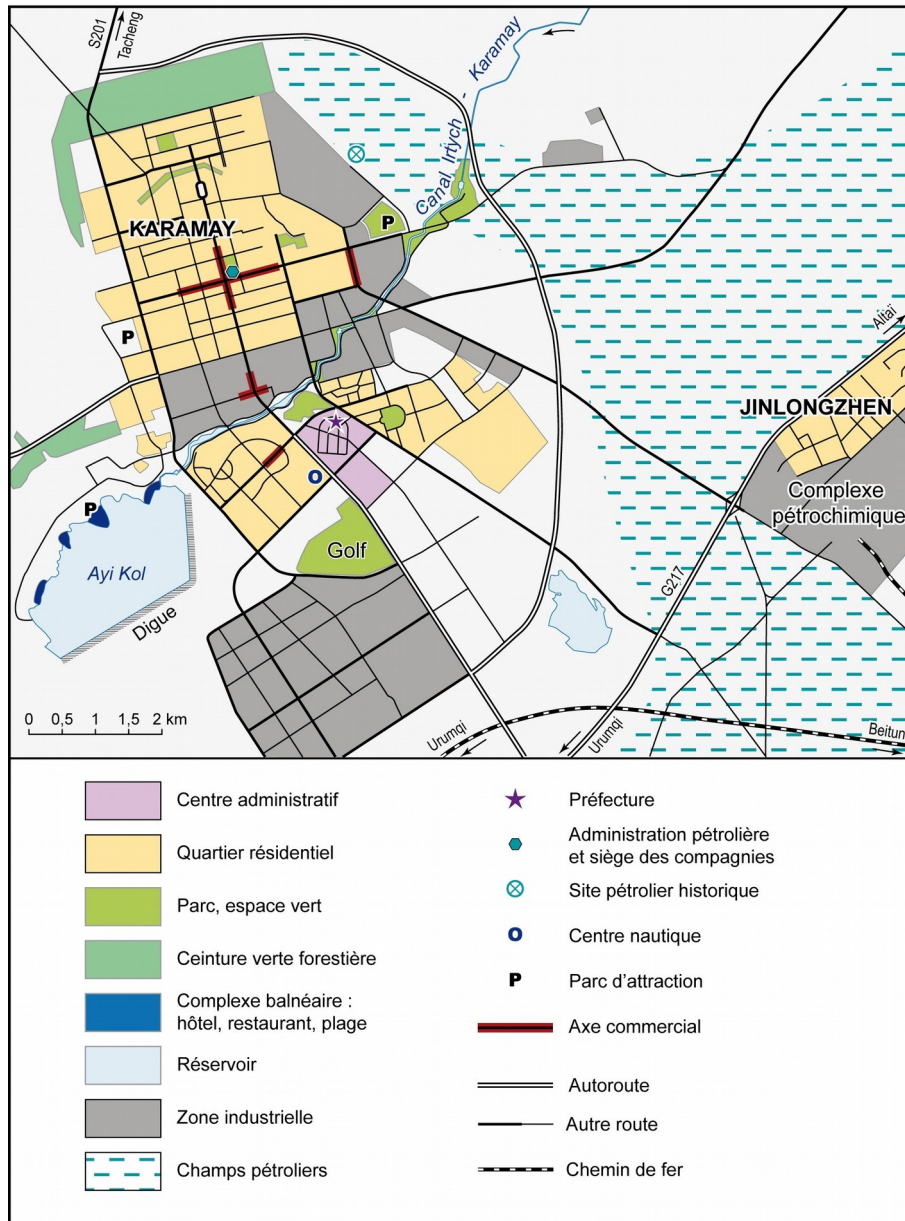 S201
Tacheng
Canal Irtych - Karamay
P
KARAMAY
P
Altaï
JINLONGZHEN
O
Complexe
pétrochimique
P
Golf
Ayi Kol
G217
Digue
0 0,5 1 1,5 2 km
Urumqi
Urumqi
Beitun
Centre administratif
Quartier résidentiel
Parc, espace vert
Ceinture verte forestière
Complexe balnéaire :
hôtel, restaurant, plage
Réservoir
Zone industrielle
Champs pétroliers
Préfecture
Administration pétrolière
et siège des compagnies
Site pétrolier historique
O Centre nautique
P Parc d'attraction
Axe commercial
Autoroute
Autre route
Chemin de fer